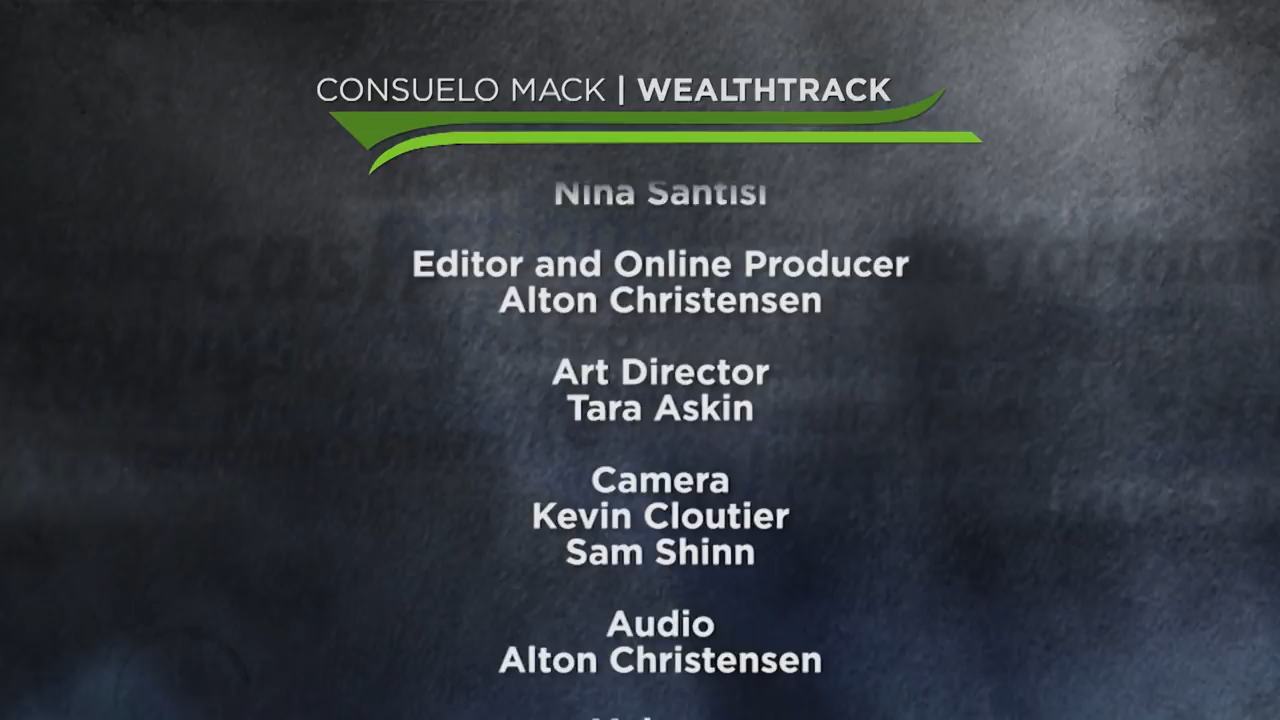 CONSUELO MACK | WEALTHTRACK
Nina Santisi
Editor and Online Producer
Alton Christensen
Art Director
Tara Askin
Camera
Kevin Cloutier
Sam Shinn
Audio
Alton Christensen